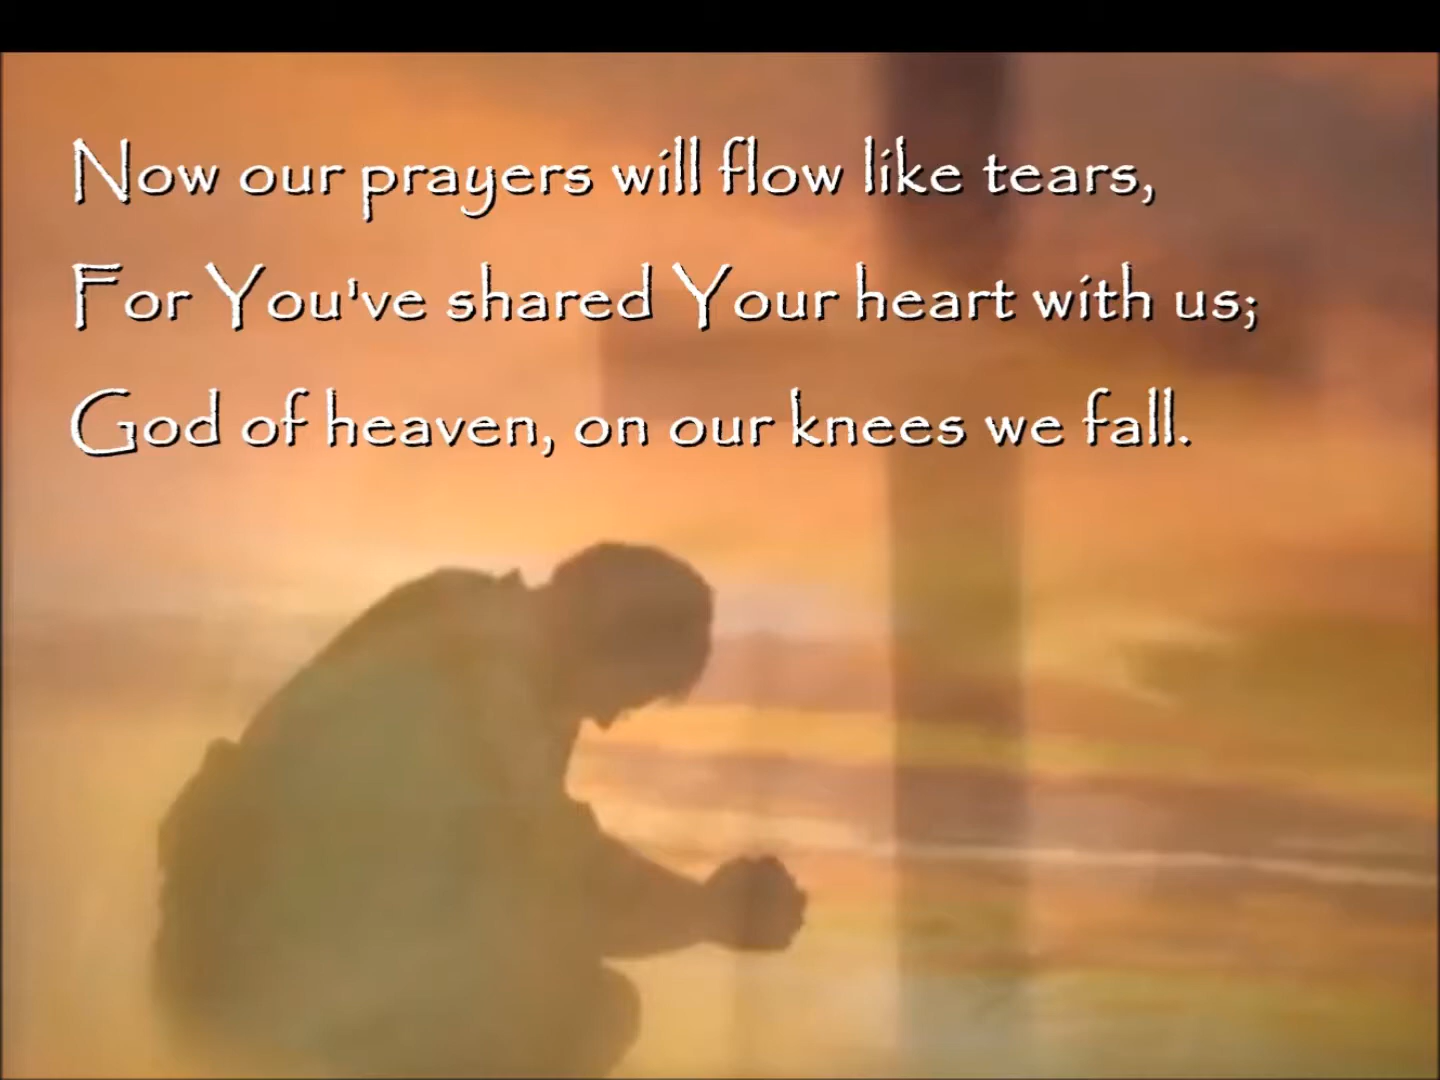 Now our prayers will flow like tears,
For You've shared Your heart with us;
God of heaven, on our knees we fall.